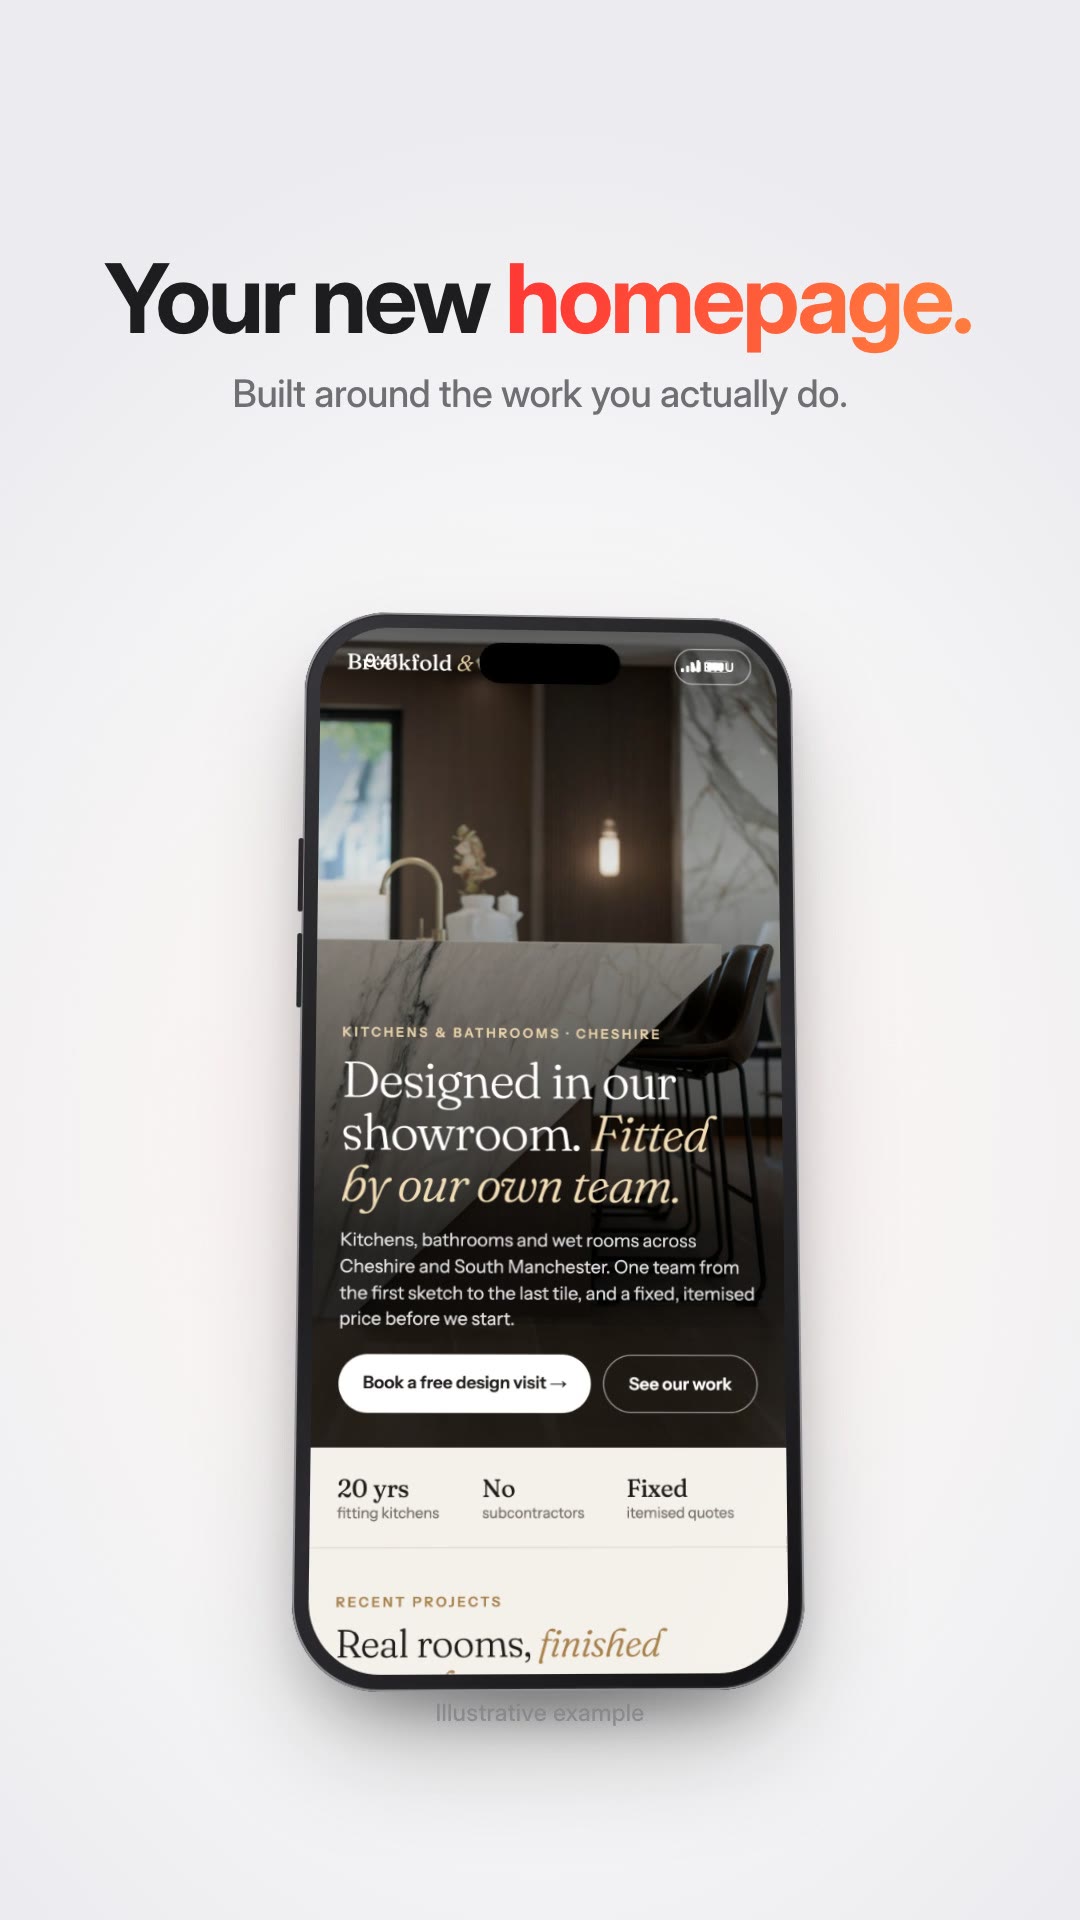 Your new homepage.
Built around the work you actually do.
Brookfold &
9:41
KITCHENS & BATHROOMS · CHESHIRE
Designed in our
showroom. Fitted
by our own team.
Kitchens, bathrooms and wet rooms across
Cheshire and South Manchester. One team from
the first sketch to the last tile, and a fixed, itemised
price before we start.
Book a free design visit →
See our work
20 yrs
fitting kitchens
No
subcontractors
Fixed
itemised quotes
RECENT PROJECTS
Real rooms, finished
Illustrative example